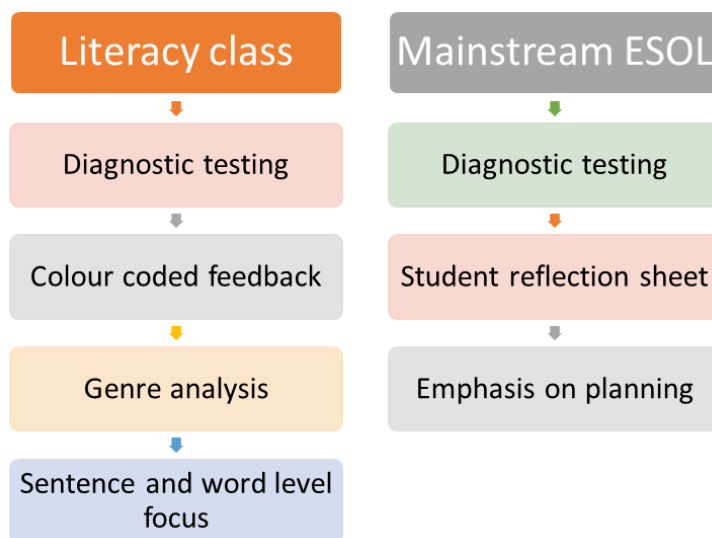 Literacy class
Diagnostic testing
Colour coded feedback
Genre analysis
Sentence and word level
focus
Mainstream ESOL
Diagnostic testing
Student reflection sheet
Emphasis on planning